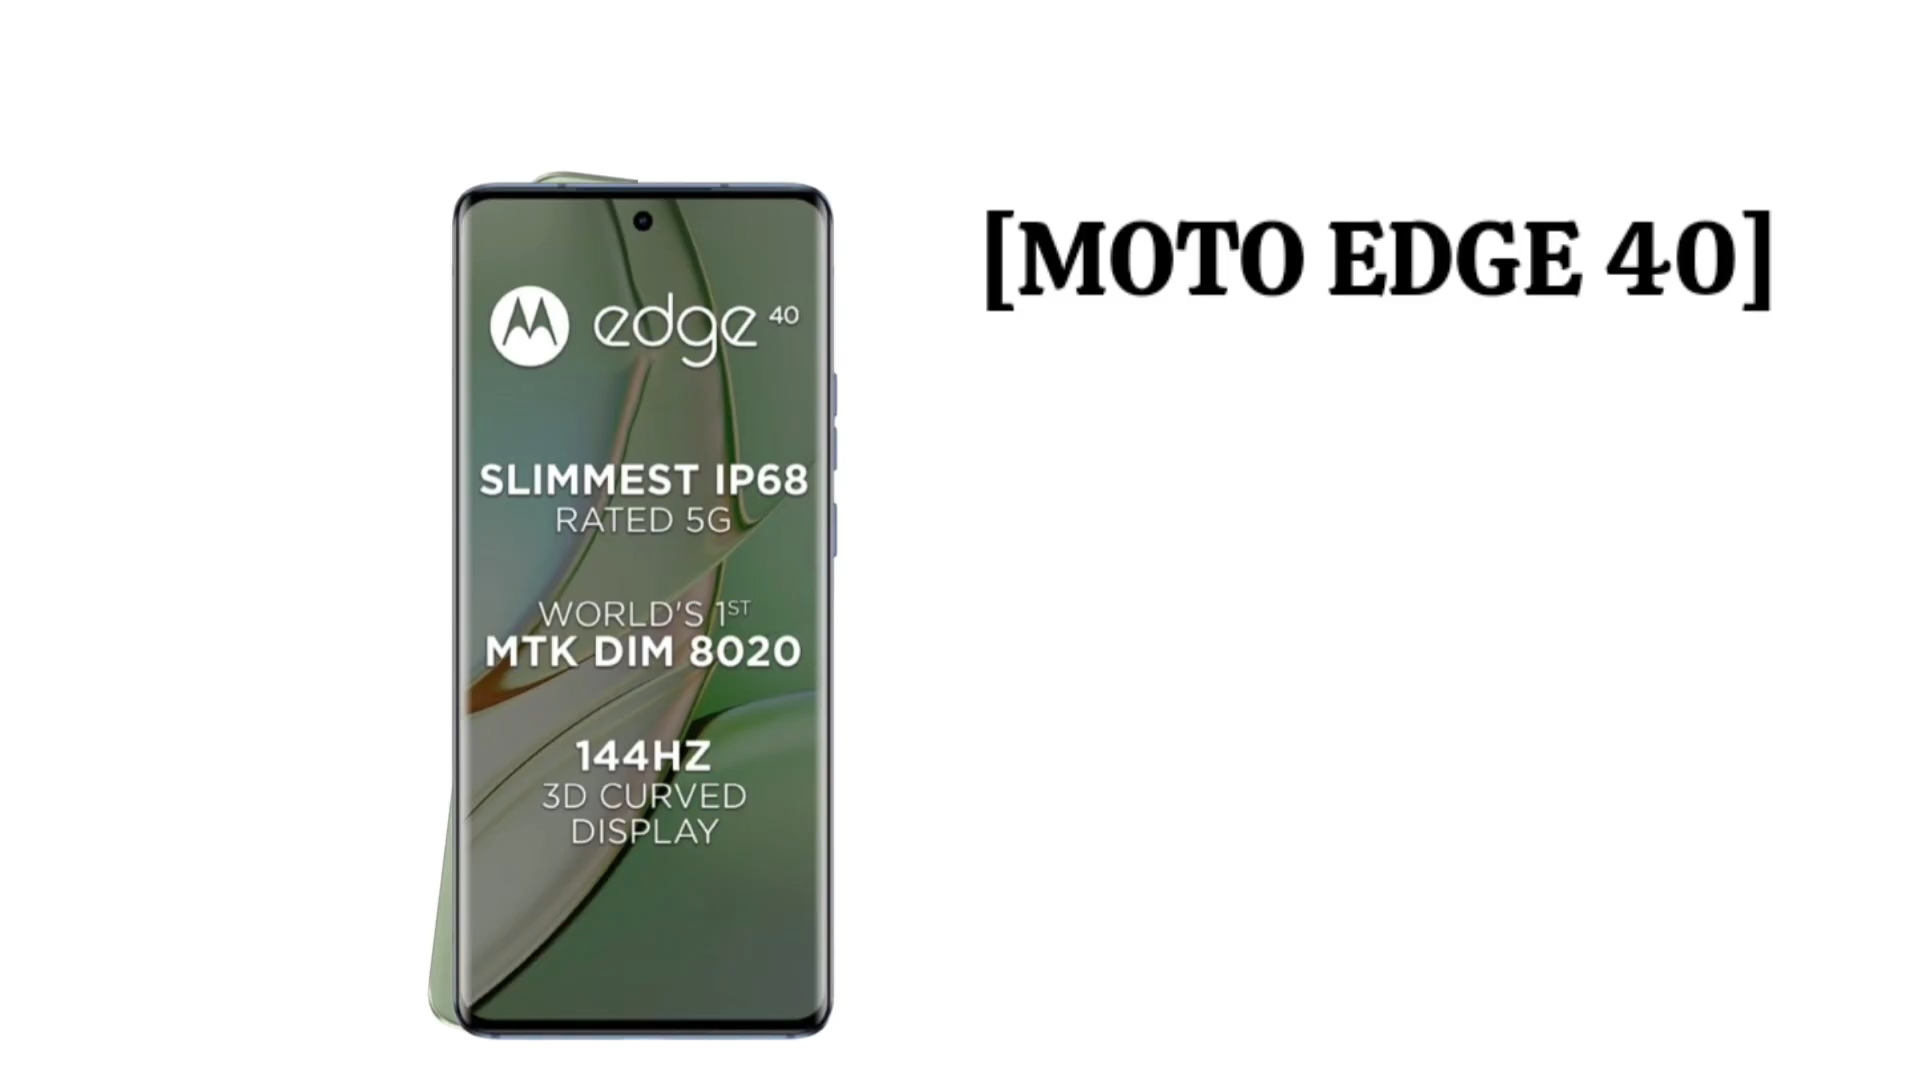 [MOTO EDGE 40]
edge 40
SLIMMEST IP68
RATED 5G
WORLD'S 1ST
MTK DIM 8020
144HZ
3D CURVED
DISPLAY